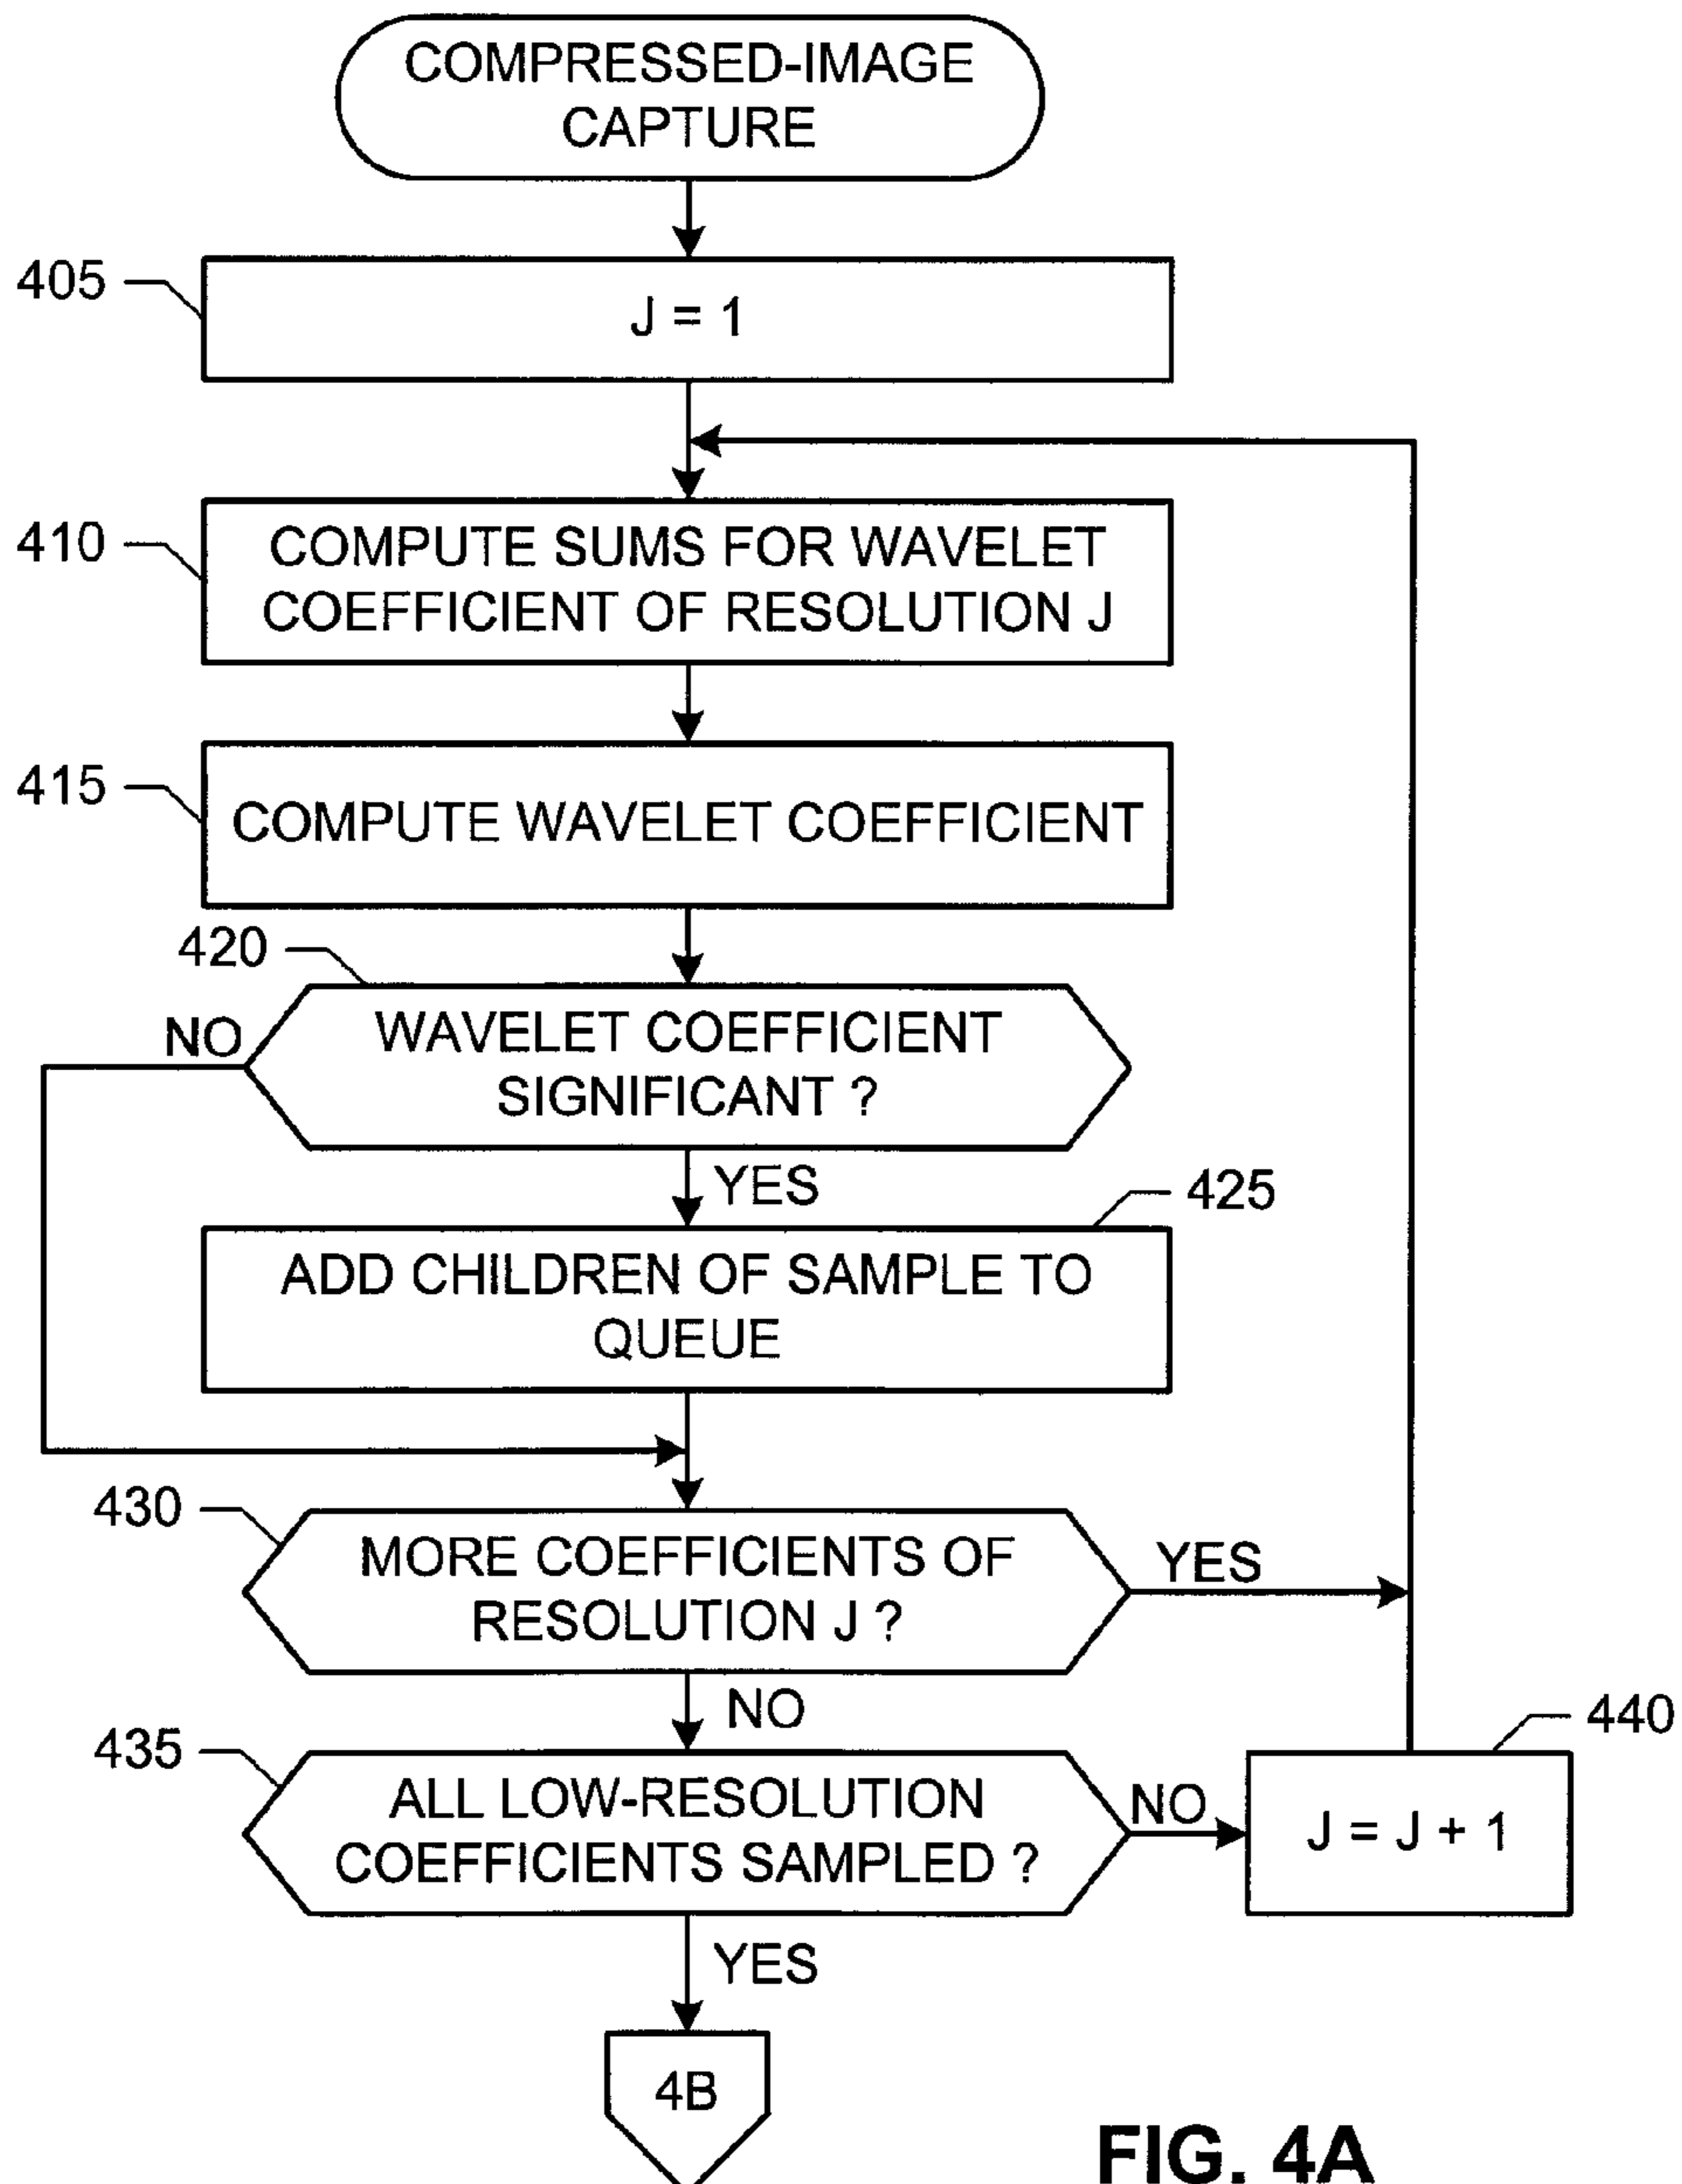 COMPRESSED-IMAGE
CAPTURE
405
J = 1
410
COMPUTE SUMS FOR WAVELET
COEFFICIENT OF RESOLUTION J
415
COMPUTE WAVELET COEFFICIENT
420
NO
WAVELET COEFFICIENT
SIGNIFICANT ?
YES
425
ADD CHILDREN OF SAMPLE TO
QUEUE
430
MORE COEFFICIENTS OF
RESOLUTION J ?
YES
NO
435
ALL LOW-RESOLUTION
COEFFICIENTS SAMPLED ?
NO
440
J = J + 1
YES
4B
FIG. 4A